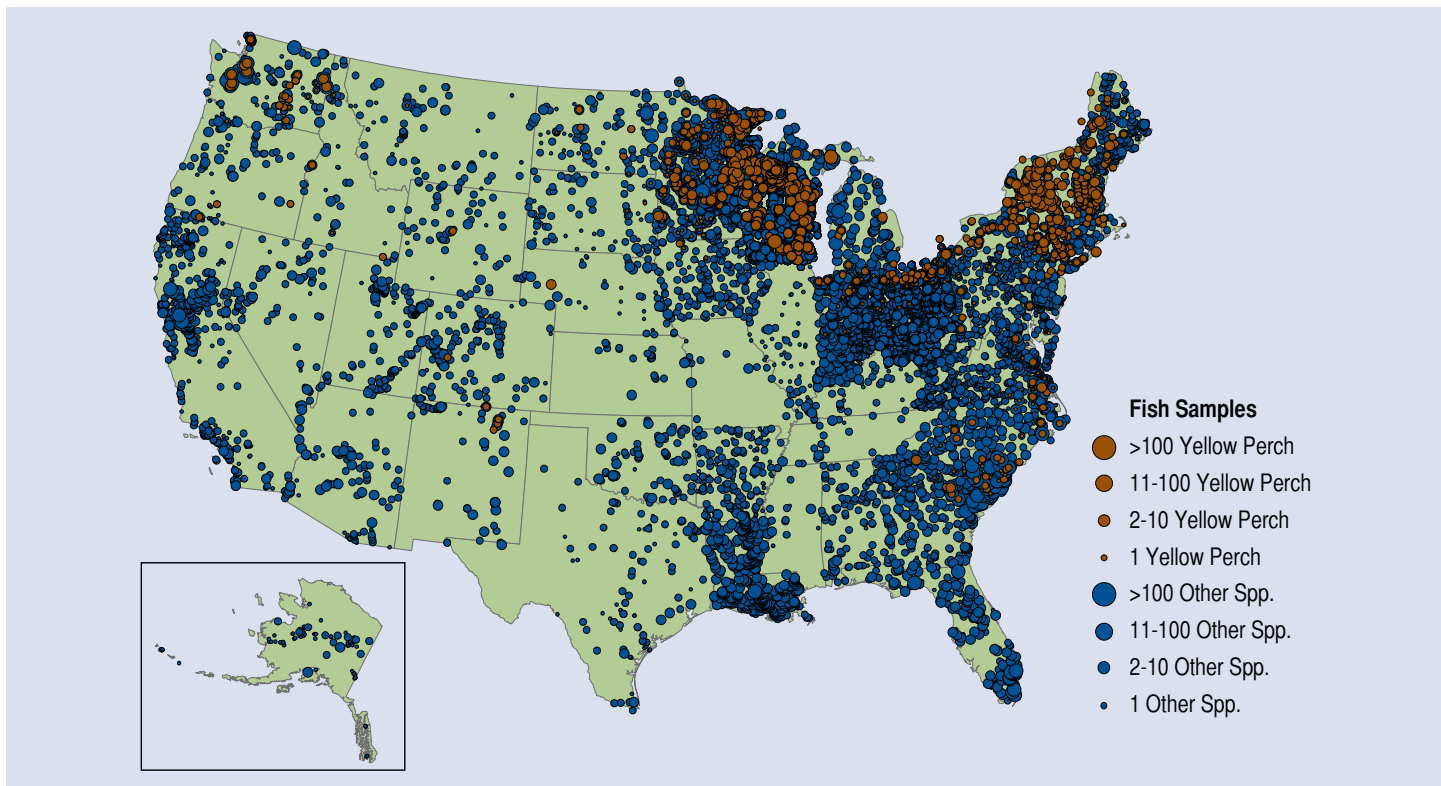 Fish Samples
>100 Yellow Perch
11-100 Yellow Perch
2-10 Yellow Perch
1 Yellow Perch
>100 Other Spp.
11-100 Other Spp.
2-10 Other Spp.
1 Other Spp.